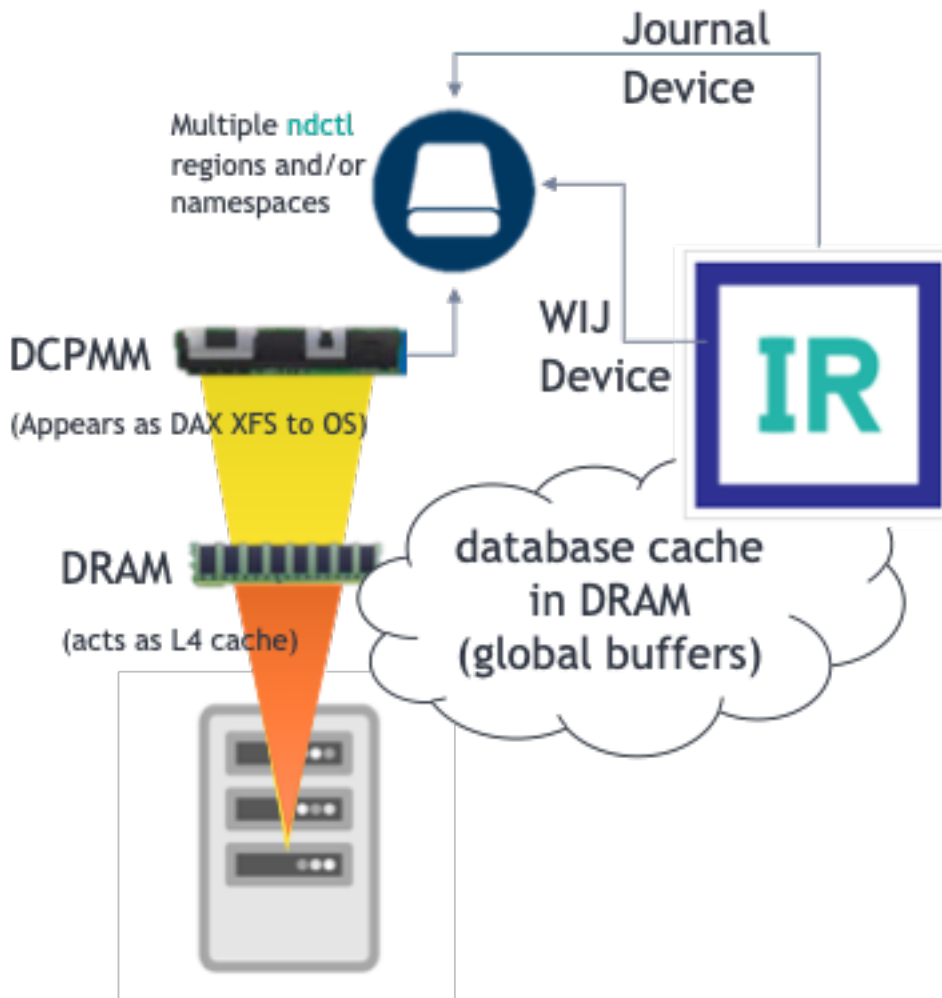 Journal
Device
Multiple ndctl
regions and/or
namespaces
WIJ
Device
IR
DCPMM
(Appears as DAX XFS to OS)
DRAM
(acts as L4 cache)
database cache
in DRAM
(global buffers)